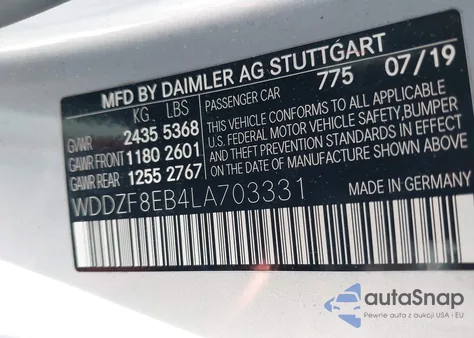 MFD BY DAIMLER AG STUTTGART
KG LBS PASSENGER CAR 775 07/19
GVWR 2435 5368
GAWR FRONT 1180 2601
GAWR REAR 1255 2767
THIS VEHICLE CONFORMS TO ALL APPLICABLE
U.S. FEDERAL MOTOR VEHICLE SAFETY, BUMPER
AND THEFT PREVENTION STANDARDS IN EFFECT
ON THE DATE OF MANUFACTURE SHOWN ABOVE
WDDZF8EB4LA703331 MADE IN GERMANY
autaSnap
Pewne auta z aukcji USA i EU